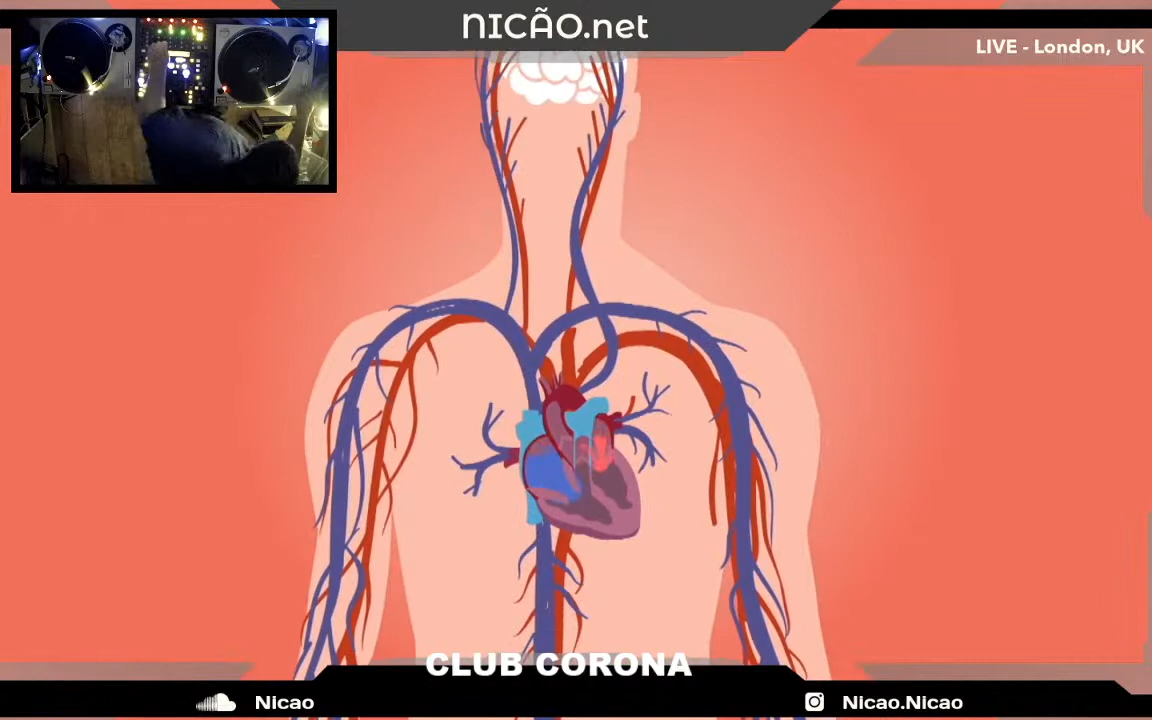 NICÃO.net
LIVE - London, UK
CLUB CORONA
Nicao
Nicao.Nicao